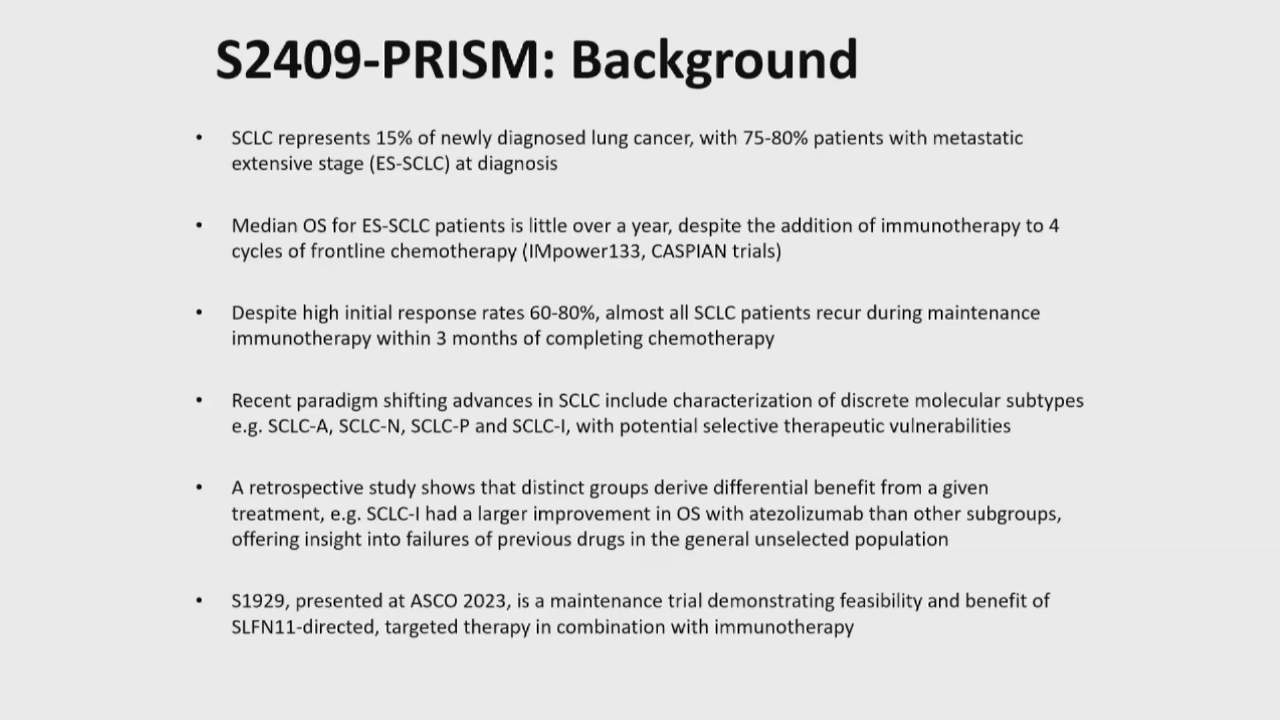 S2409-PRISM: Background
• SCLC represents 15% of newly diagnosed lung cancer, with 75-80% patients with metastatic
extensive stage (ES-SCLC) at diagnosis
• Median OS for ES-SCLC patients is little over a year, despite the addition of immunotherapy to 4
cycles of frontline chemotherapy (IMpower133, CASPIAN trials)
• Despite high initial response rates 60-80%, almost all SCLC patients recur during maintenance
immunotherapy within 3 months of completing chemotherapy
• Recent paradigm shifting advances in SCLC include characterization of discrete molecular subtypes
e.g. SCLC-A, SCLC-N, SCLC-P and SCLC-I, with potential selective therapeutic vulnerabilities
• A retrospective study shows that distinct groups derive differential benefit from a given
treatment, e.g. SCLC-I had a larger improvement in OS with atezolizumab than other subgroups,
offering insight into failures of previous drugs in the general unselected population
• S1929, presented at ASCO 2023, is a maintenance trial demonstrating feasibility and benefit of
SLFN11-directed, targeted therapy in combination with immunotherapy